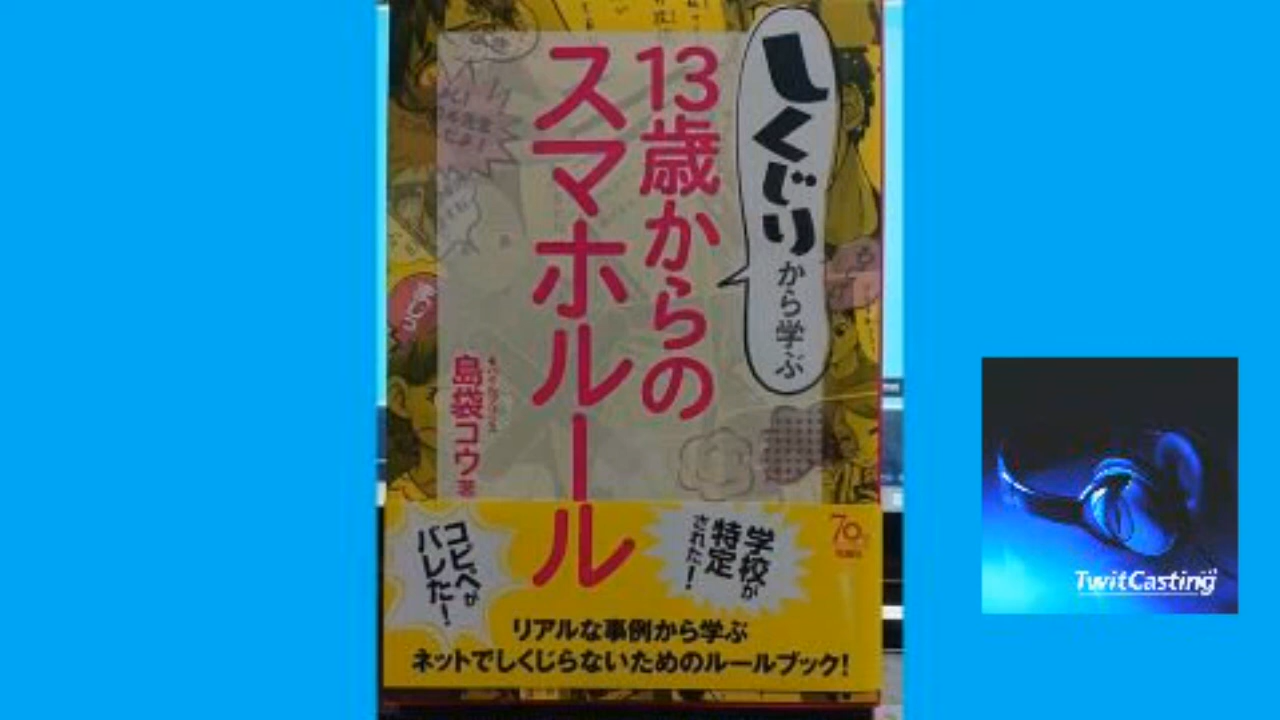 しくじりから学ぶ
13歳からの
スマホルール
島袋コウ 著
学校が
特定
された!
コピペが
バレた!
70th
リアルな事例から学ぶ
ネットでしくじらないためのルールブック!
TwitCasting